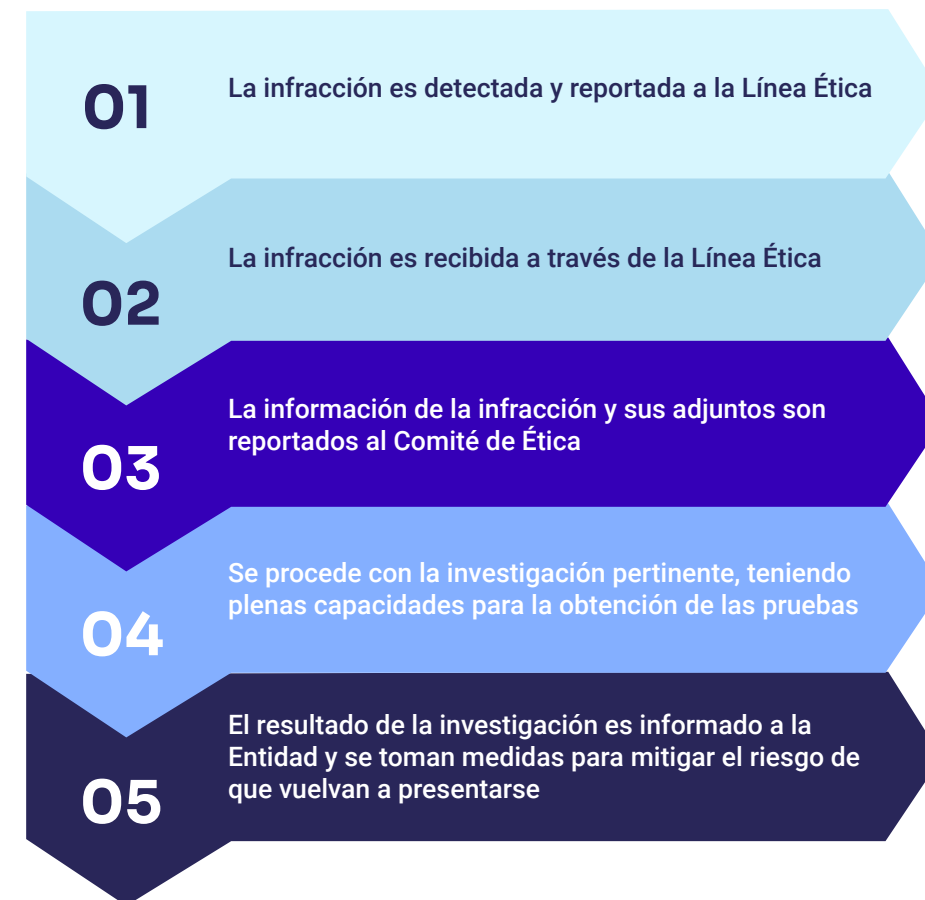 01
La infracción es detectada y reportada a la Línea Ética
02
La infracción es recibida a través de la Línea Ética
03
La información de la infracción y sus adjuntos son
reportados al Comité de Ética
04
Se procede con la investigación pertinente, teniendo
plenas capacidades para la obtención de las pruebas
05
El resultado de la investigación es informado a la
Entidad y se toman medidas para mitigar el riesgo de
que vuelvan a presentarse